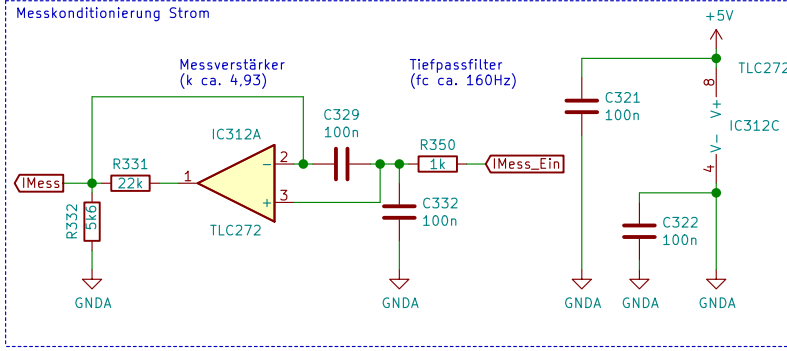 Messkonditionierung Strom
+5V
Messverstärker
(k ca. 4,93)
Tiefpassfilter
(fc ca. 160Hz)
TLC272
8
V+
C321
100n
IC312C
V-
4
C329
100n
IC312A
R350
1k
IMess_Ein
R331
22k
1
2
-
3
+
IMess
R332
5k6
TLC272
C332
100n
C322
100n
GNDA
GNDA
GNDA
GNDA
GNDA